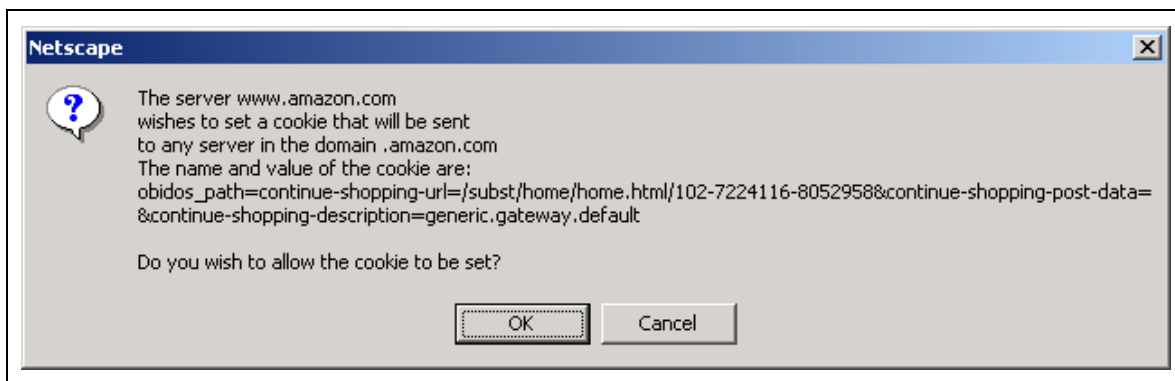 Netscape
The server www.amazon.com
wishes to set a cookie that will be sent
to any server in the domain .amazon.com
The name and value of the cookie are:
obidos_path=continue-shopping-url=/subst/home/home.html/102-7224116-8052958&continue-shopping-post-data=
&continue-shopping-description=generic.gateway.default
Do you wish to allow the cookie to be set?
OK Cancel